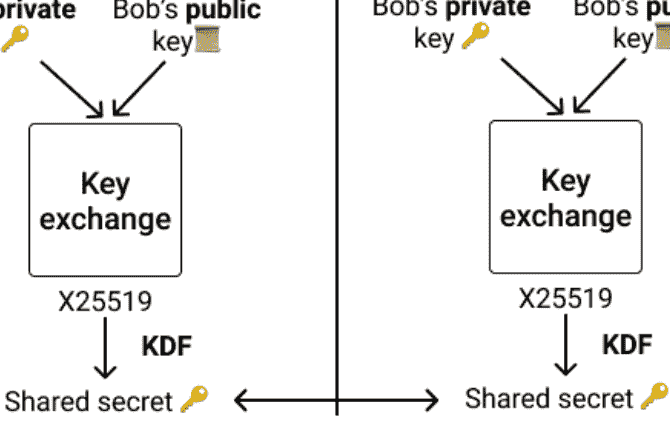 private
Bob's public
key
Key
exchange
X25519
KDF
Shared secret
Bob's private
key
Bob's pu
key
Key
exchange
X25519
KDF
Shared secret